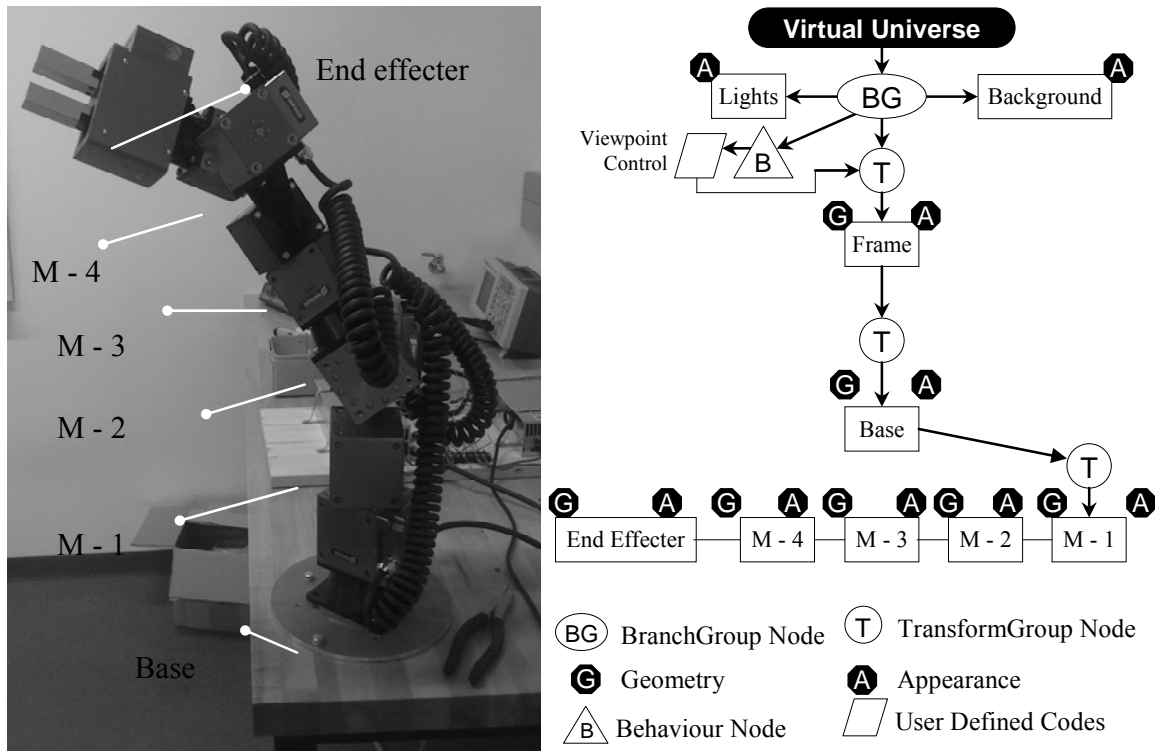 End effecter
M - 4
M - 3
M - 2
M - 1
Base
Virtual Universe
A
A
Lights
BG
Background
Viewpoint
Control
B
T
G
A
Frame
T
G
A
Base
T
G
A
G
A
G
A
G
A
G
A
End Effecter
M - 4
M - 3
M - 2
M - 1
BG BranchGroup Node
T TransformGroup Node
G Geometry
A Appearance
B Behaviour Node
User Defined Codes